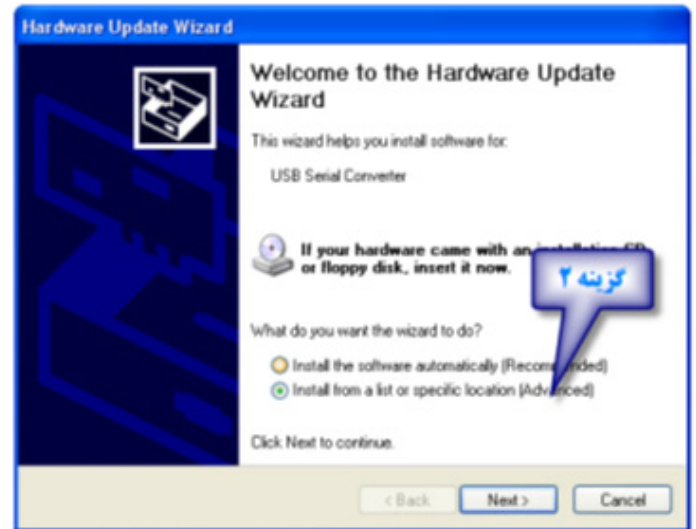 Hardware Update Wizard
Welcome to the Hardware Update
Wizard
This wizard helps you install software for:
USB Serial Converter
If your hardware came with an installation CD
or floppy disk, insert it now.
گزینه ۲
What do you want the wizard to do?
Install the software automatically (Recommended)
Install from a list or specific location (Advanced)
Click Next to continue.
< Back
Next >
Cancel